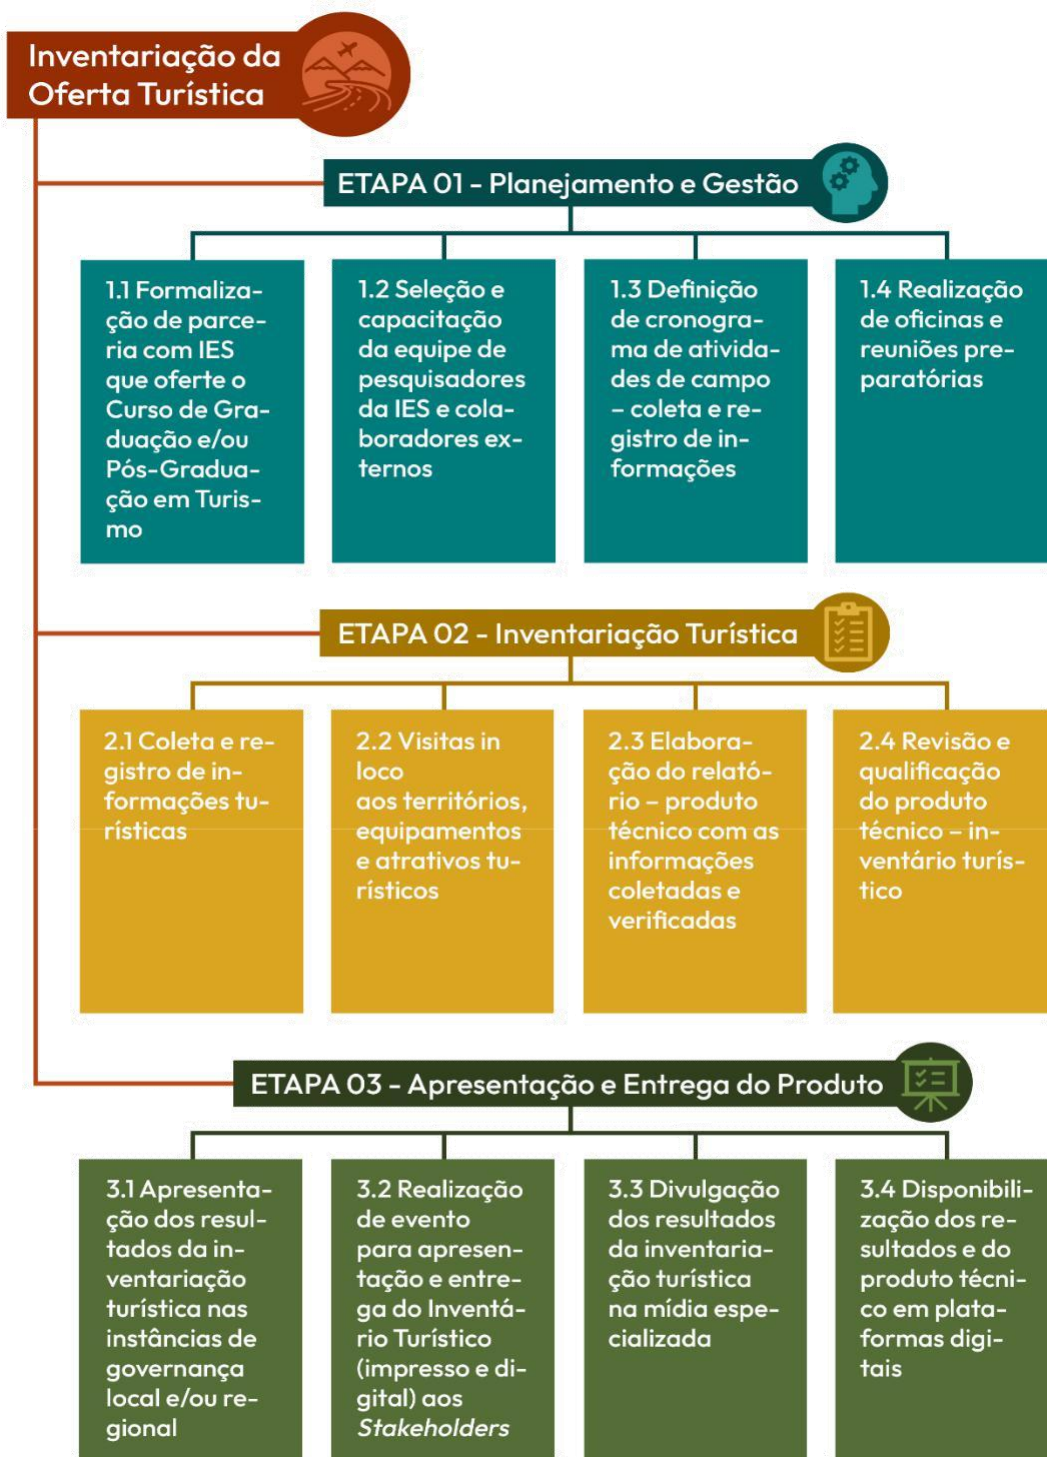 Inventariação da
Oferta Turística
ETAPA 01 - Planejamento e Gestão
1.1 Formaliza-
ção de parce-
ria com IES
que oferte o
Curso de Gra-
duação e/ou
Pós-Gradua-
ção em Turis-
mo
1.2 Seleção e
capacitação
da equipe de
pesquisadores
da IES e cola-
boradores ex-
ternos
1.3 Definição
de cronogra-
ma de ativida-
des de campo
– coleta e re-
gistro de in-
formações
1.4 Realização
de oficinas e
reuniões pre-
paratórias
ETAPA 02 - Inventariação Turística
2.1 Coleta e re-
gistro de in-
formações tu-
rísticas
2.2 Visitas in
loco
aos territórios,
equipamentos
e atrativos tu-
rísticos
2.3 Elabora-
ção do relató-
rio – produto
técnico com as
informações
coletadas e
verificadas
2.4 Revisão e
qualificação
do produto
técnico – in-
ventário turís-
tico
ETAPA 03 - Apresentação e Entrega do Produto
3.1 Apresenta-
ção dos resul-
tados da in-
ventariação
turística nas
instâncias de
governança
local e/ou re-
gional
3.2 Realização
de evento
para apresen-
tação e entre-
ga do Inventá-
rio Turístico
(impresso e di-
gital) aos
Stakeholders
3.3 Divulgação
dos resultados
da inventaria-
ção turística
na mídia espe-
cializada
3.4 Disponibili-
zação dos re-
sultados e do
produto técni-
co em plata-
formas digi-
tais